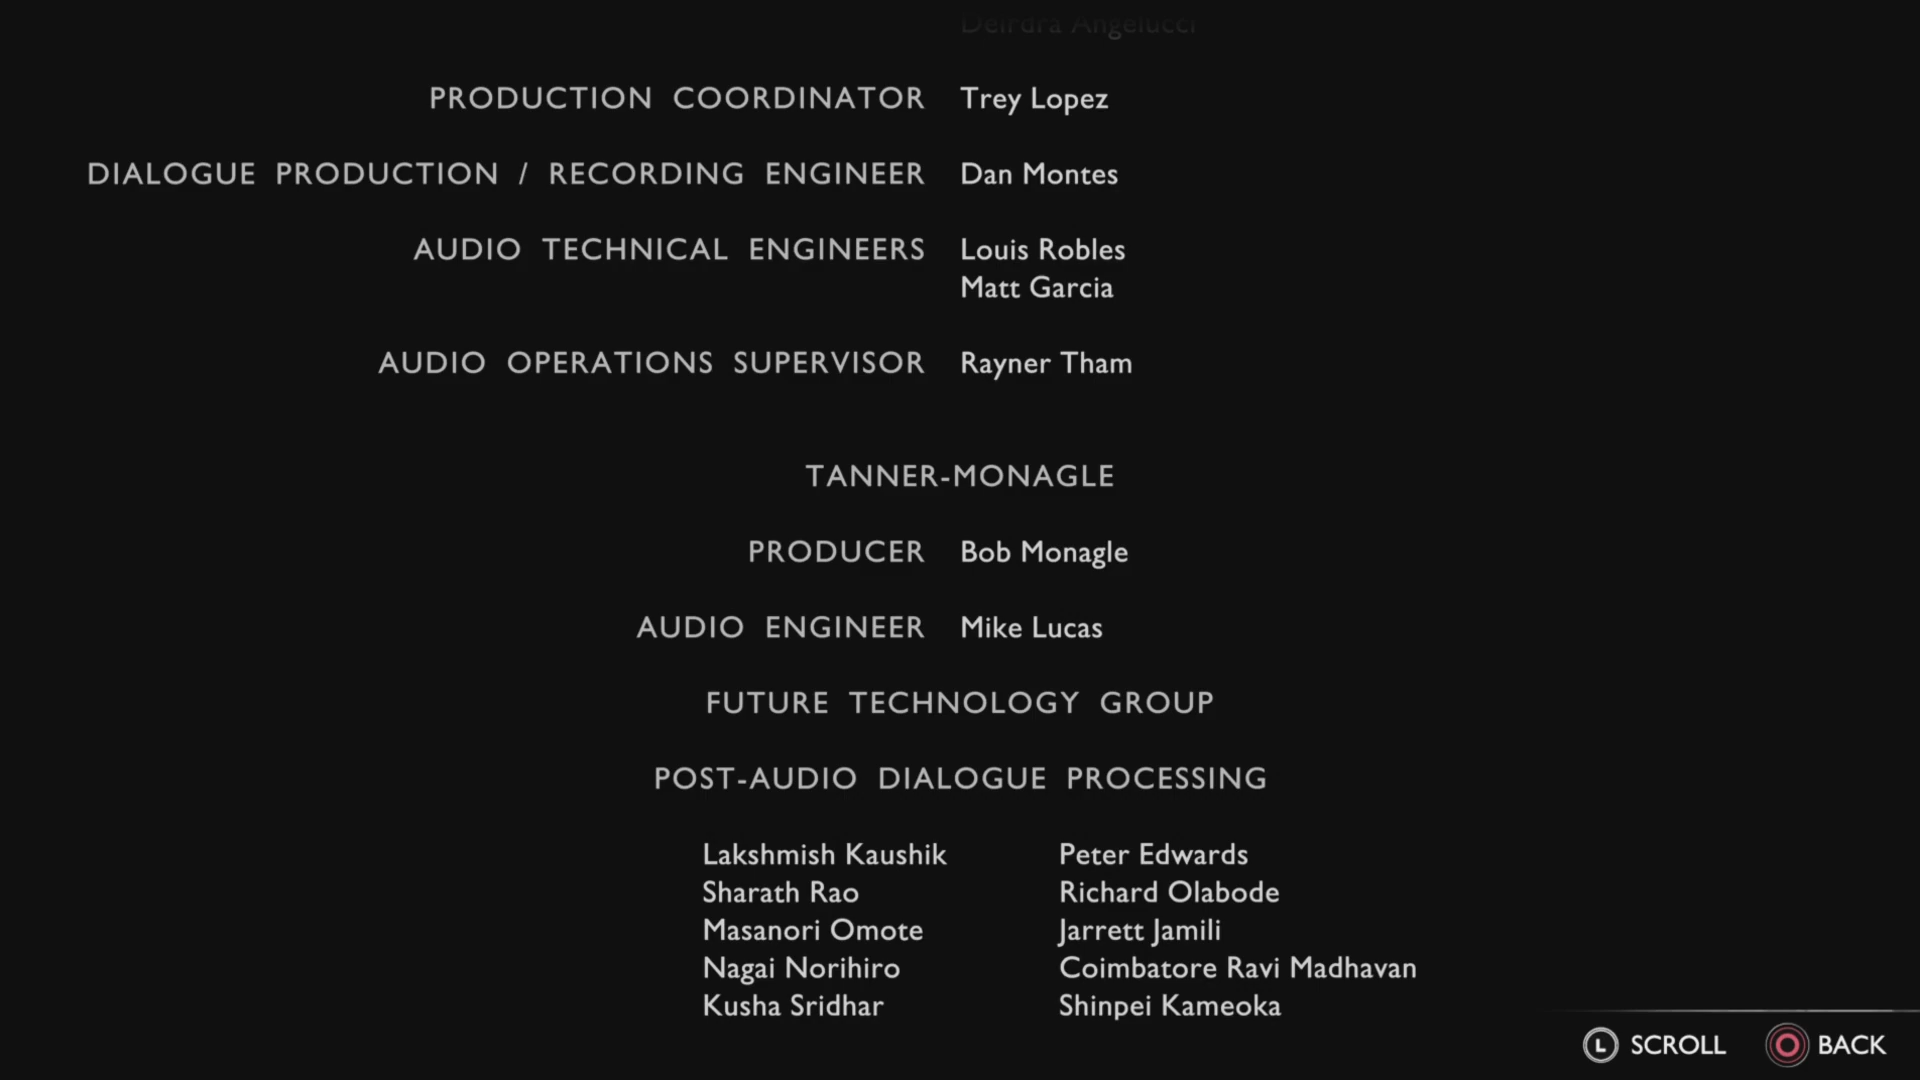 Deirdra Angelucci
PRODUCTION COORDINATOR Trey Lopez
DIALOGUE PRODUCTION / RECORDING ENGINEER Dan Montes
AUDIO TECHNICAL ENGINEERS Louis Robles
Matt Garcia
AUDIO OPERATIONS SUPERVISOR Rayner Tham
TANNER-MONAGLE
PRODUCER Bob Monagle
AUDIO ENGINEER Mike Lucas
FUTURE TECHNOLOGY GROUP
POST-AUDIO DIALOGUE PROCESSING
Lakshmish Kaushik Peter Edwards
Sharath Rao Richard Olabode
Masanori Omote Jarrett Jamili
Nagai Norihiro Coimbatore Ravi Madhavan
Kusha Sridhar Shinpei Kameoka
L SCROLL BACK